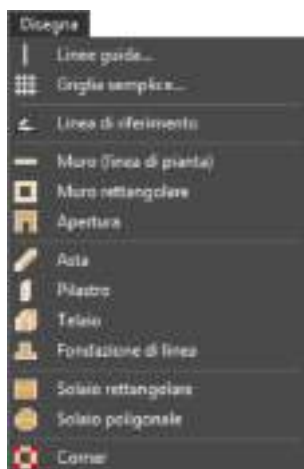 Disegna
Linee guida...
Griglia semplice...
Linea di riferimento
Muro (linea di pianta)
Muro rettangolare
Apertura
Asta
Pilastro
Telaio
Fondazione di linea
Solaio rettangolare
Solaio poligonale
Corner